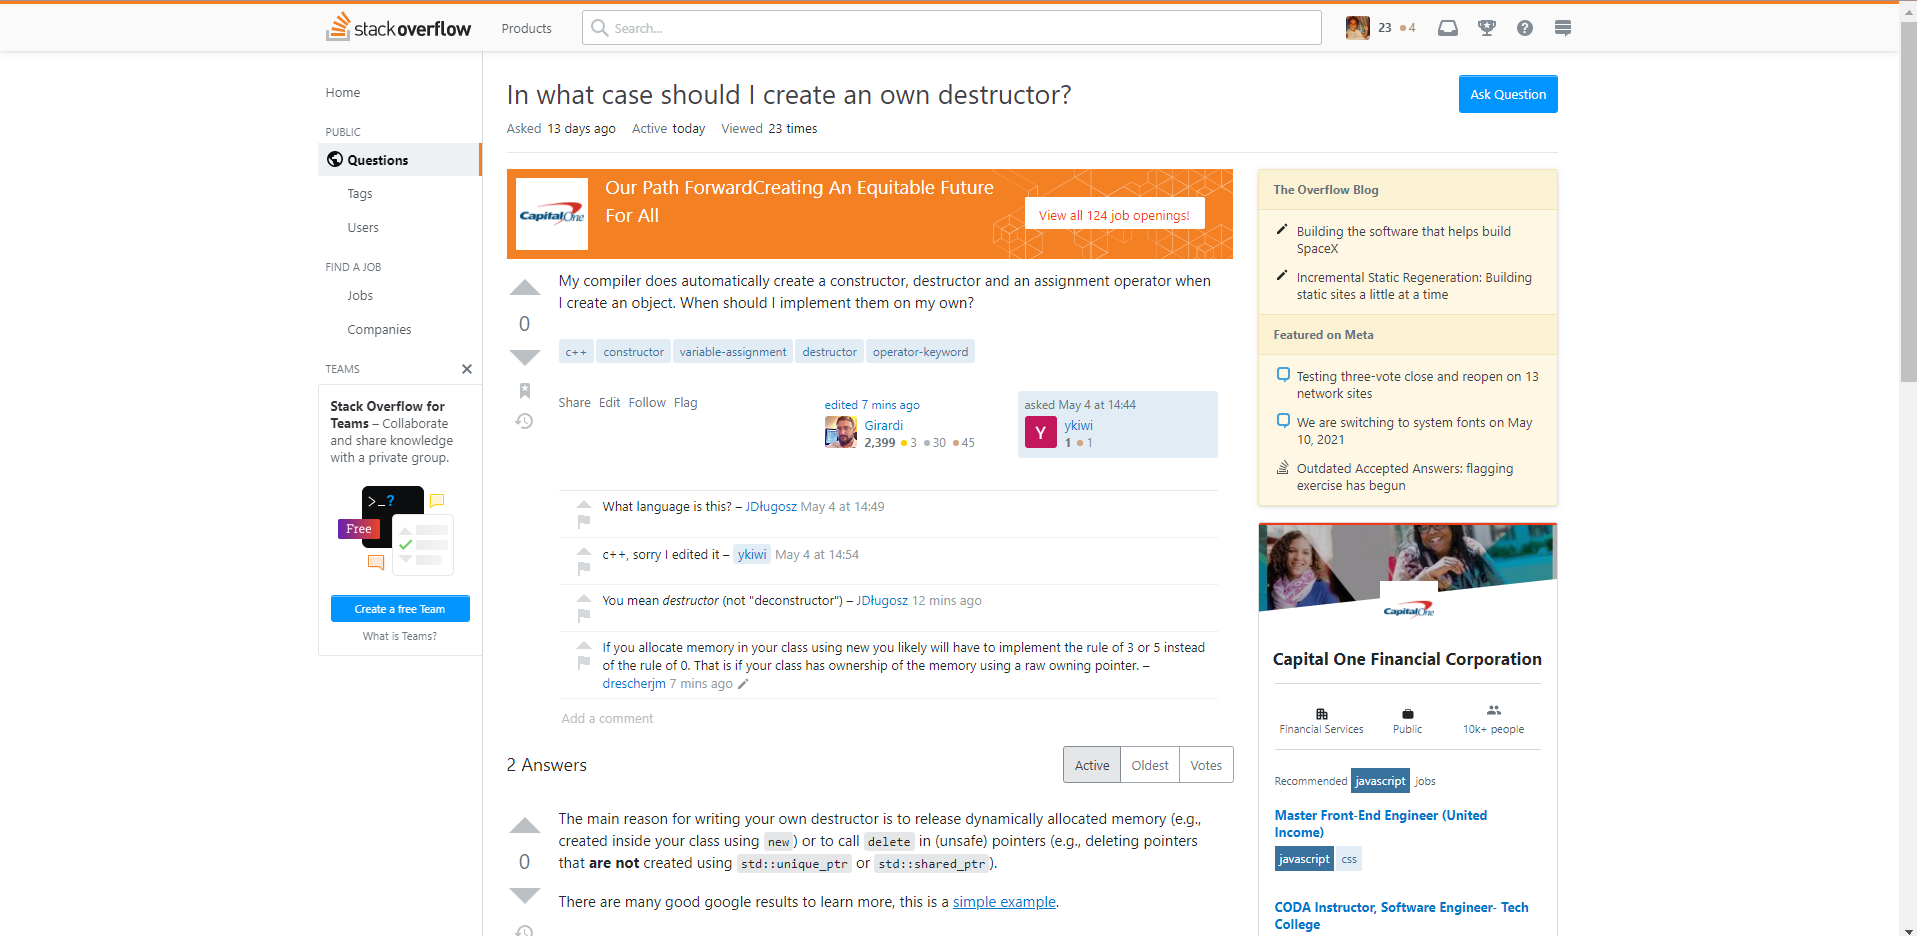 stackoverflow
Products
Search...
23 4
Home
PUBLIC
Questions
Tags
Users
FIND A JOB
Jobs
Companies
TEAMS
Stack Overflow for
Teams – Collaborate
and share knowledge
with a private group.
>_?
Free
Create a free Team
What is Teams?
In what case should I create an own destructor?
Ask Question
Asked 13 days ago Active today Viewed 23 times
CapitalOne
Our Path ForwardCreating An Equitable Future
For All
View all 124 job openings!
0
My compiler does automatically create a constructor, destructor and an assignment operator when
I create an object. When should I implement them on my own?
c++ constructor variable-assignment destructor operator-keyword
Share Edit Follow Flag
edited 7 mins ago
Girardi
2,399 3 30 45
asked May 4 at 14:44
Y
ykiwi
1 1
What language is this? – JDługosz May 4 at 14:49
c++, sorry I edited it – ykiwi May 4 at 14:54
You mean destructor (not "deconstructor") – JDługosz 12 mins ago
If you allocate memory in your class using new you likely will have to implement the rule of 3 or 5 instead
of the rule of 0. That is if your class has ownership of the memory using a raw owning pointer. –
drescherjm 7 mins ago
Add a comment
2 Answers
Active Oldest Votes
0
The main reason for writing your own destructor is to release dynamically allocated memory (e.g.,
created inside your class using new) or to call delete in (unsafe) pointers (e.g., deleting pointers
that are not created using std::unique_ptr or std::shared_ptr).
There are many good google results to learn more, this is a simple example.
The Overflow Blog
Building the software that helps build
SpaceX
Incremental Static Regeneration: Building
static sites a little at a time
Featured on Meta
Testing three-vote close and reopen on 13
network sites
We are switching to system fonts on May
10, 2021
Outdated Accepted Answers: flagging
exercise has begun
CapitalOne
Capital One Financial Corporation
Financial Services
Public
10k+ people
Recommended javascript jobs
Master Front-End Engineer (United
Income)
javascript css
CODA Instructor, Software Engineer- Tech
College